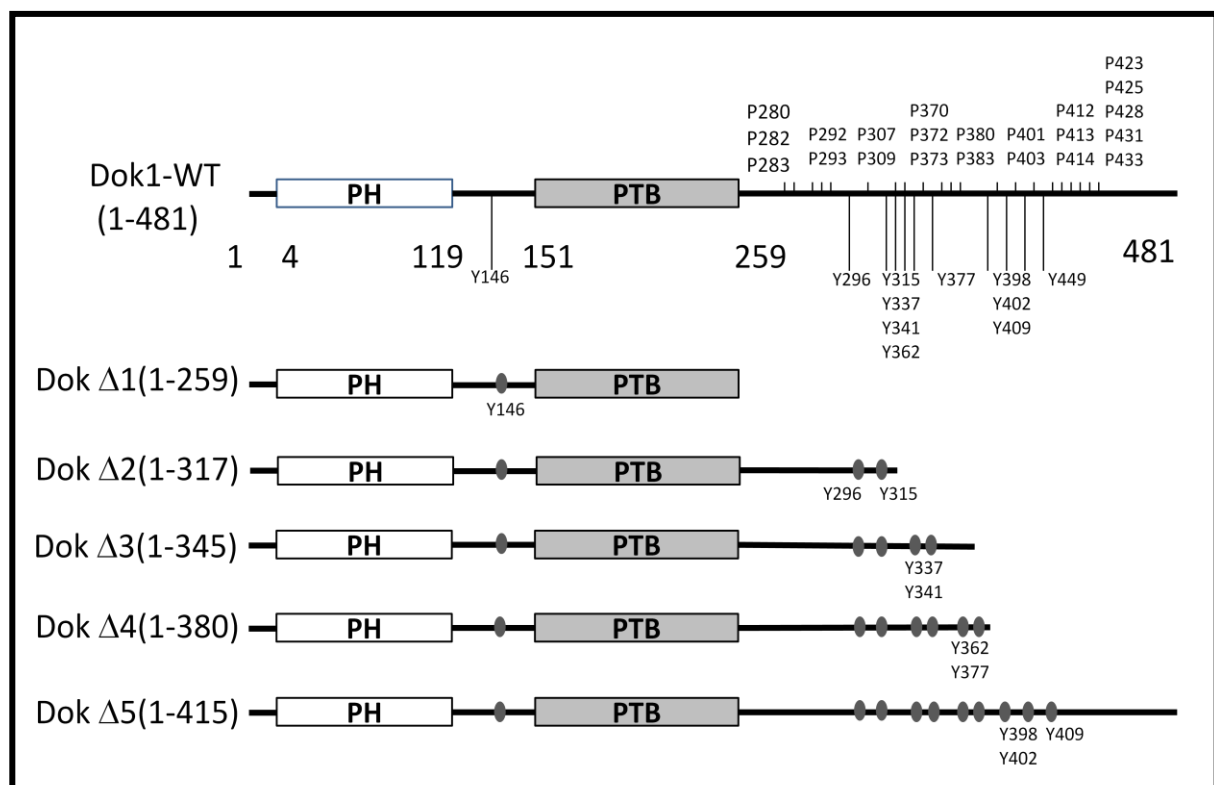 P423
P425
P280 P370 P412 P428
P282 P292 P307 P372 P380 P401 P413 P431
P283 P293 P309 P373 P383 P403 P414 P433
Dok1-WT
(1-481)
PH PTB
1 4 119 151 259 481
Y146 Y296 Y315 Y377 Y398 Y449
Y337 Y402
Y341 Y409
Y362
Dok Δ1(1-259) PH PTB
Y146
Dok Δ2(1-317) PH PTB
Y296 Y315
Dok Δ3(1-345) PH PTB
Y337
Y341
Dok Δ4(1-380) PH PTB
Y362
Y377
Dok Δ5(1-415) PH PTB
Y398 Y409
Y402